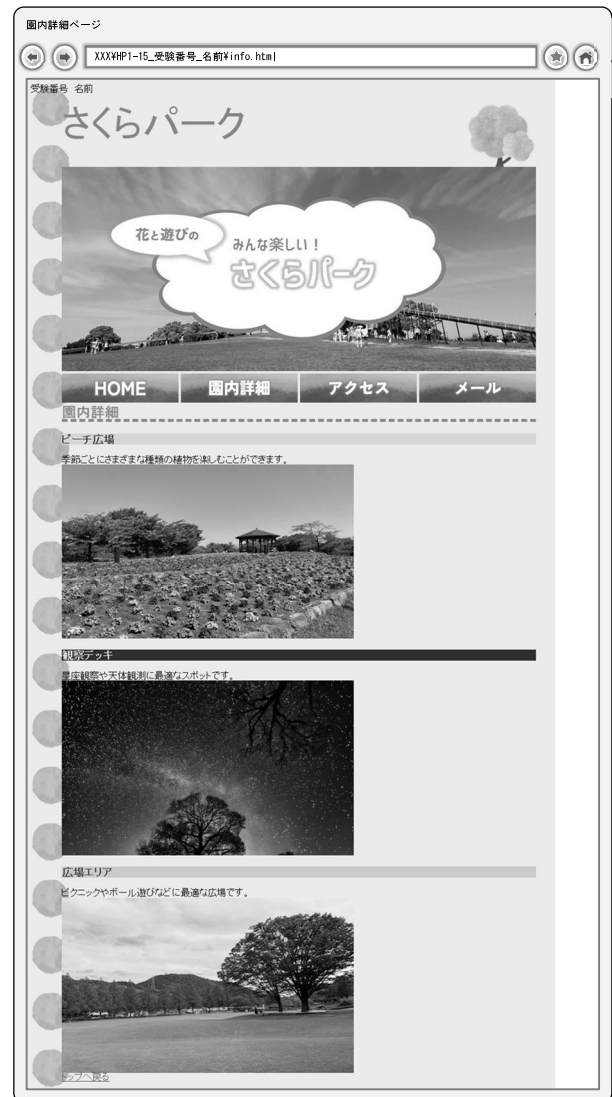 園内詳細ページ
XXX¥HP1-15_受験番号_名前¥info.html
受験番号 名前
さくらパーク
花と遊びの
みんな楽しい！
さくらパーク
HOME 園内詳細 アクセス メール
園内詳細
ピーチ広場
季節ごとにさまざまな種類の植物を楽しむことができます。
観察デッキ
星座観察や天体観測に最適なスポットです。
広場エリア
ピクニックやボール遊びなどに最適な広場です。
トップへ戻る